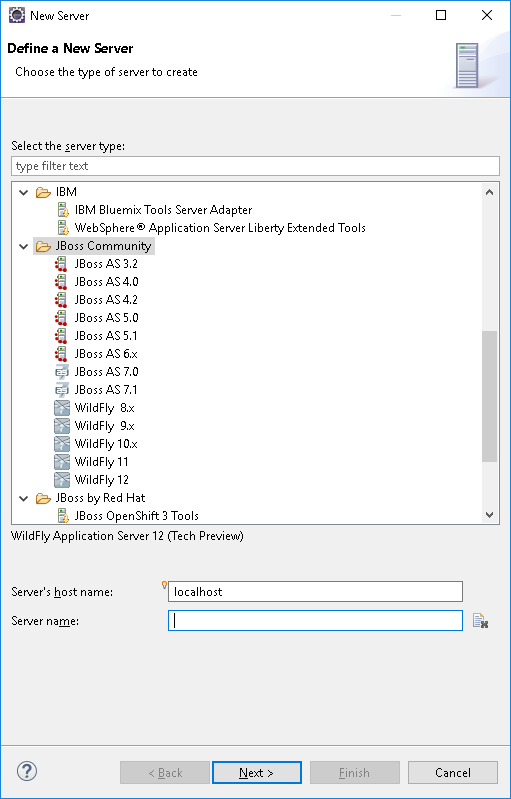 New Server
Define a New Server
Choose the type of server to create
Select the server type:
type filter text
IBM
IBM Bluemix Tools Server Adapter
WebSphere® Application Server Liberty Extended Tools
JBoss Community
JBoss AS 3.2
JBoss AS 4.0
JBoss AS 4.2
JBoss AS 5.0
JBoss AS 5.1
JBoss AS 6.x
JBoss AS 7.0
JBoss AS 7.1
WildFly  8.x
WildFly  9.x
WildFly 10.x
WildFly 11
WildFly 12
JBoss by Red Hat
JBoss OpenShift 3 Tools
WildFly Application Server 12 (Tech Preview)
Server's host name: localhost
Server name:
? < Back Next > Finish Cancel